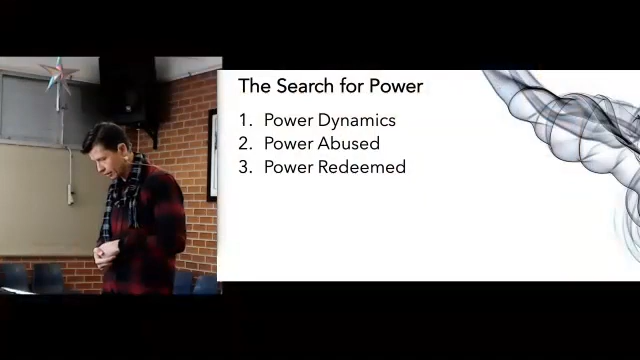 The Search for Power
1. Power Dynamics
2. Power Abused
3. Power Redeemed